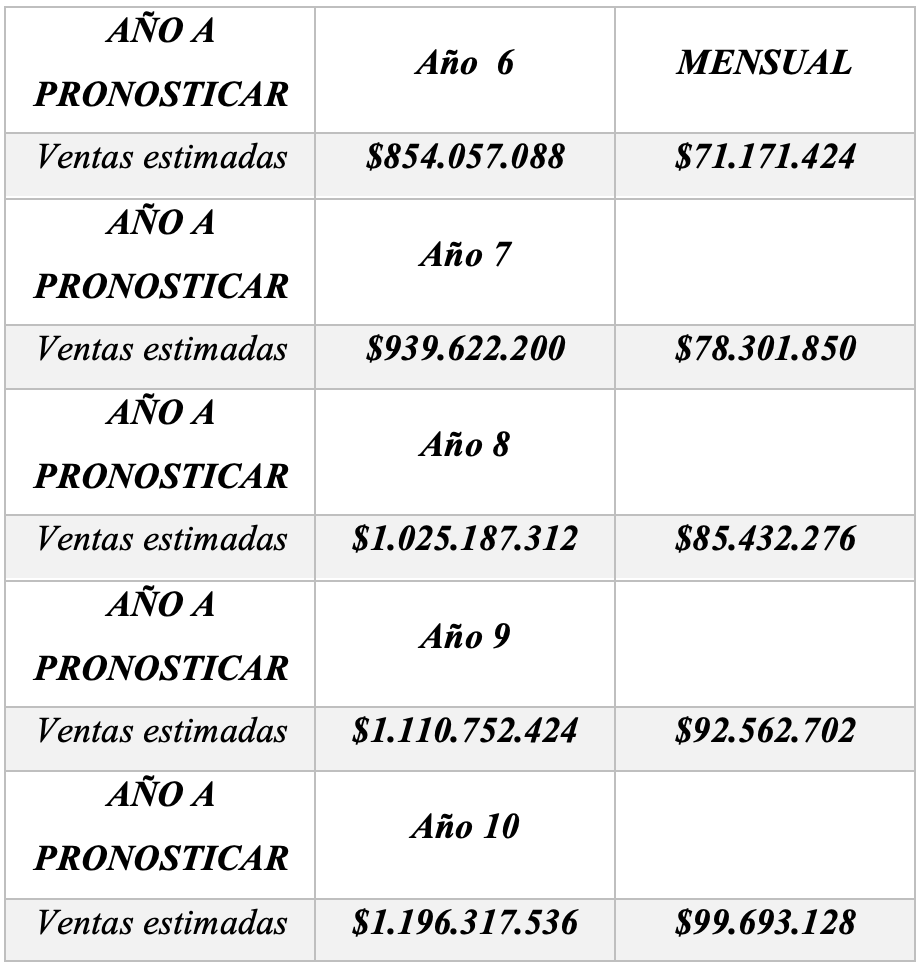 AÑO A
PRONOSTICAR
Año 6
MENSUAL
Ventas estimadas $854.057.088 $71.171.424
AÑO A
PRONOSTICAR
Año 7
Ventas estimadas $939.622.200 $78.301.850
AÑO A
PRONOSTICAR
Año 8
Ventas estimadas $1.025.187.312 $85.432.276
AÑO A
PRONOSTICAR
Año 9
Ventas estimadas $1.110.752.424 $92.562.702
AÑO A
PRONOSTICAR
Año 10
Ventas estimadas $1.196.317.536 $99.693.128